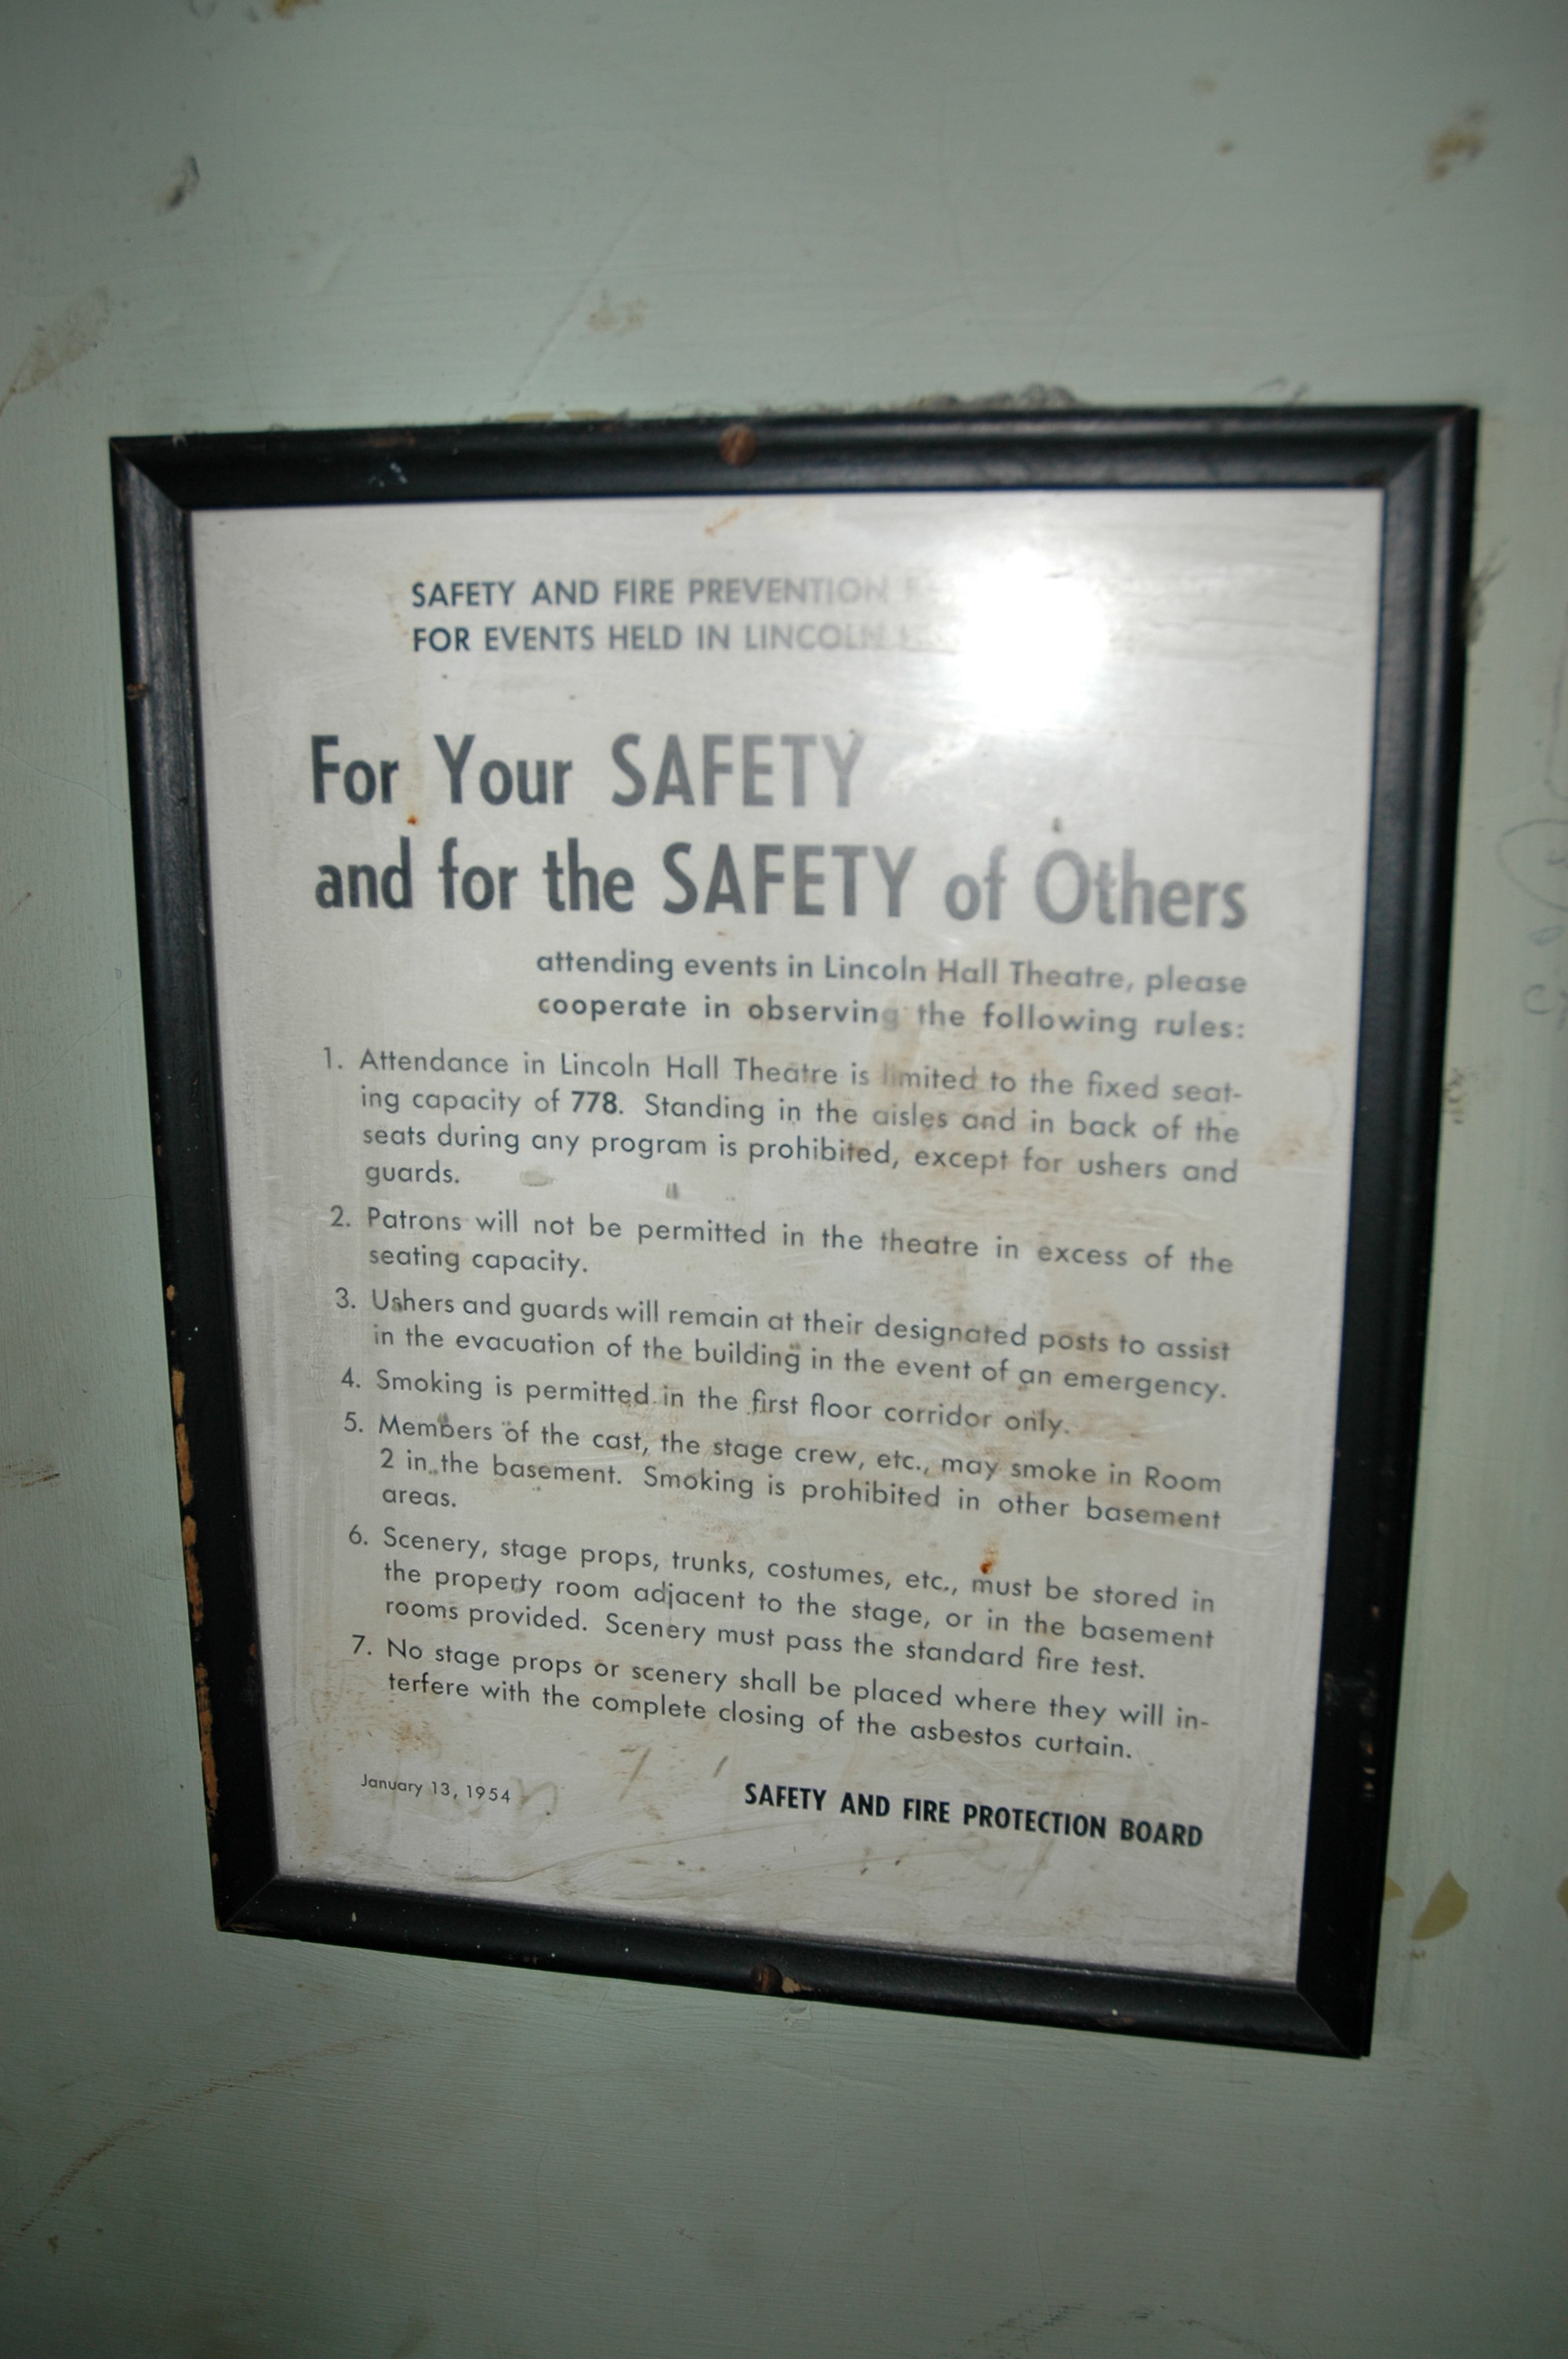 SAFETY AND FIRE PREVENTION
FOR EVENTS HELD IN LINCOLN
For Your SAFETY
and for the SAFETY of Others
attending events in Lincoln Hall Theatre, please
cooperate in observing the following rules:
1. Attendance in Lincoln Hall Theatre is limited to the fixed seat-
ing capacity of 778. Standing in the aisles and in back of the
seats during any program is prohibited, except for ushers and
guards.
2. Patrons will not be permitted in the theatre in excess of the
seating capacity.
3. Ushers and guards will remain at their designated posts to assist
in the evacuation of the building in the event of an emergency.
4. Smoking is permitted in the first floor corridor only.
5. Members of the cast, the stage crew, etc., may smoke in Room
2 in the basement. Smoking is prohibited in other basement
areas.
6. Scenery, stage props, trunks, costumes, etc., must be stored in
the property room adjacent to the stage, or in the basement
rooms provided. Scenery must pass the standard fire test.
7. No stage props or scenery shall be placed where they will in-
terfere with the complete closing of the asbestos curtain.
January 13, 1954
SAFETY AND FIRE PROTECTION BOARD